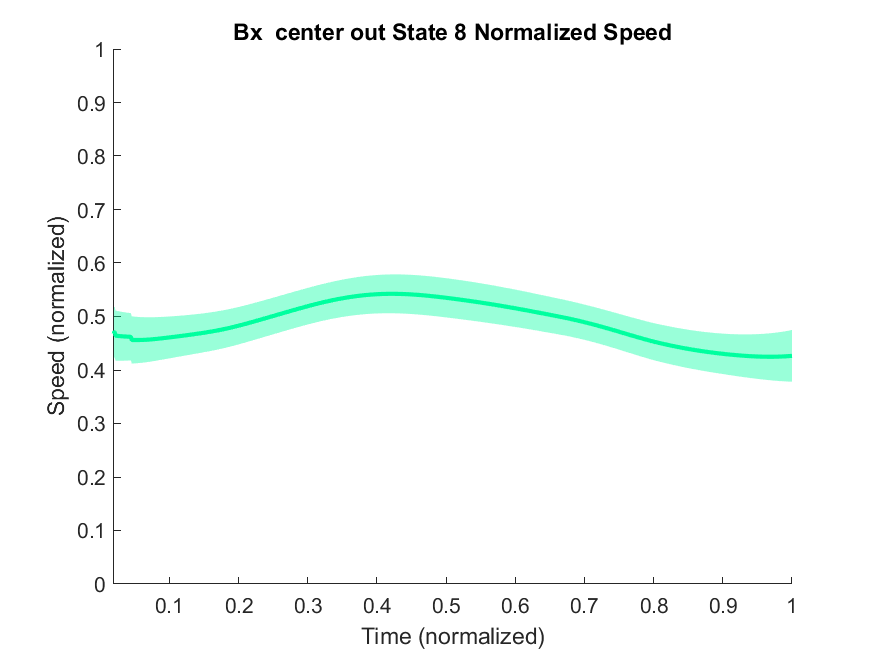 Bx  center out State 8 Normalized Speed
1
0.9
0.8
0.7
0.6
0.5
0.4
0.3
0.2
0.1
0
Speed (normalized)
0.1 0.2 0.3 0.4 0.5 0.6 0.7 0.8 0.9 1
Time (normalized)